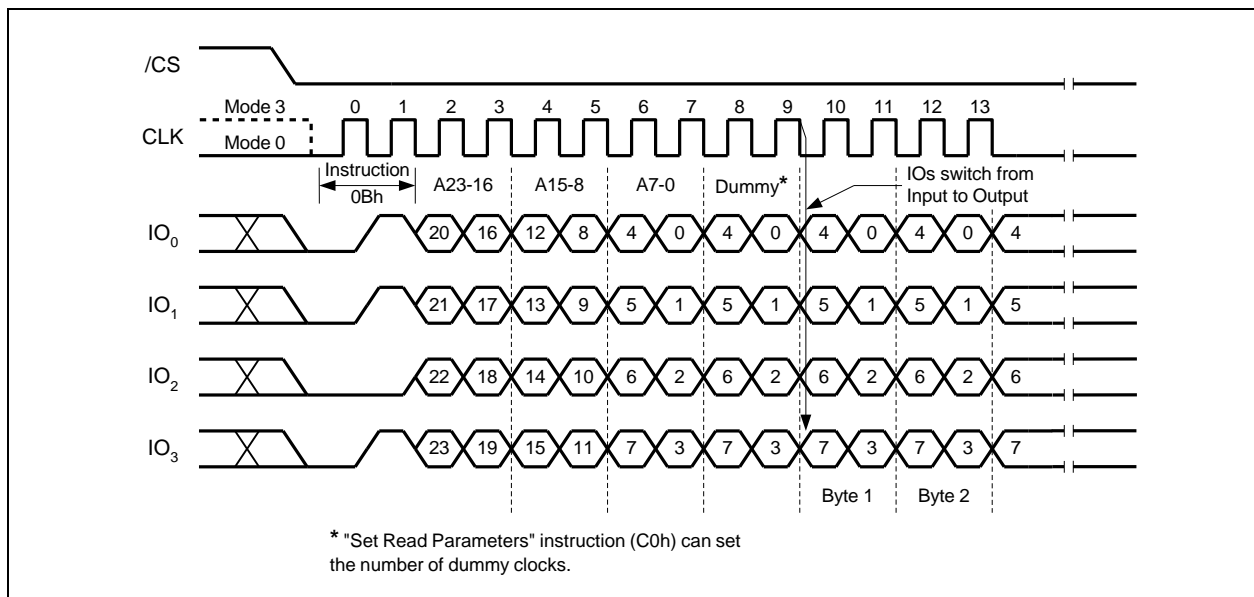 /CS
Mode 3 0 1 2 3 4 5 6 7 8 9 10 11 12 13
CLK Mode 0
Instruction A23-16 A15-8 A7-0 Dummy* IOs switch from
0Bh Input to Output
IO0 20 16 12 8 4 0 4 0 4 0 4 0 4
IO1 21 17 13 9 5 1 5 1 5 1 5 1 5
IO2 22 18 14 10 6 2 6 2 6 2 6 2 6
IO3 23 19 15 11 7 3 7 3 7 3 7 3 7
Byte 1 Byte 2
* "Set Read Parameters" instruction (C0h) can set
the number of dummy clocks.